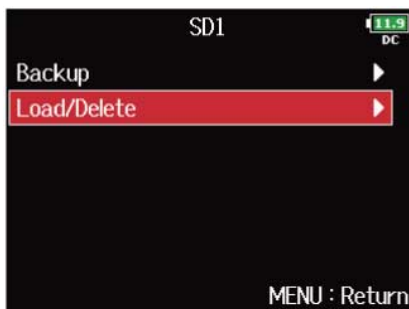 SD1
11.9
DC
Backup
Load/Delete
MENU : Return